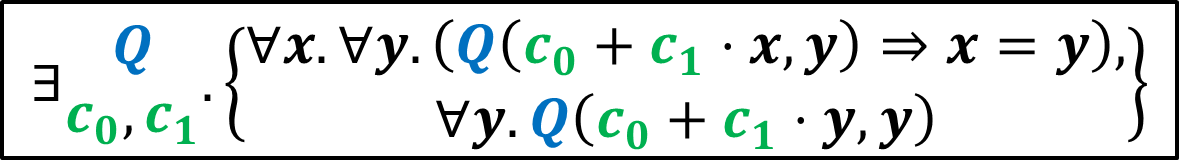 ∃ Q c₀, c₁ . { ∀x. ∀y. (Q(c₀ + c₁ · x, y) ⇒ x = y),
∀y. Q(c₀ + c₁ · y, y) }